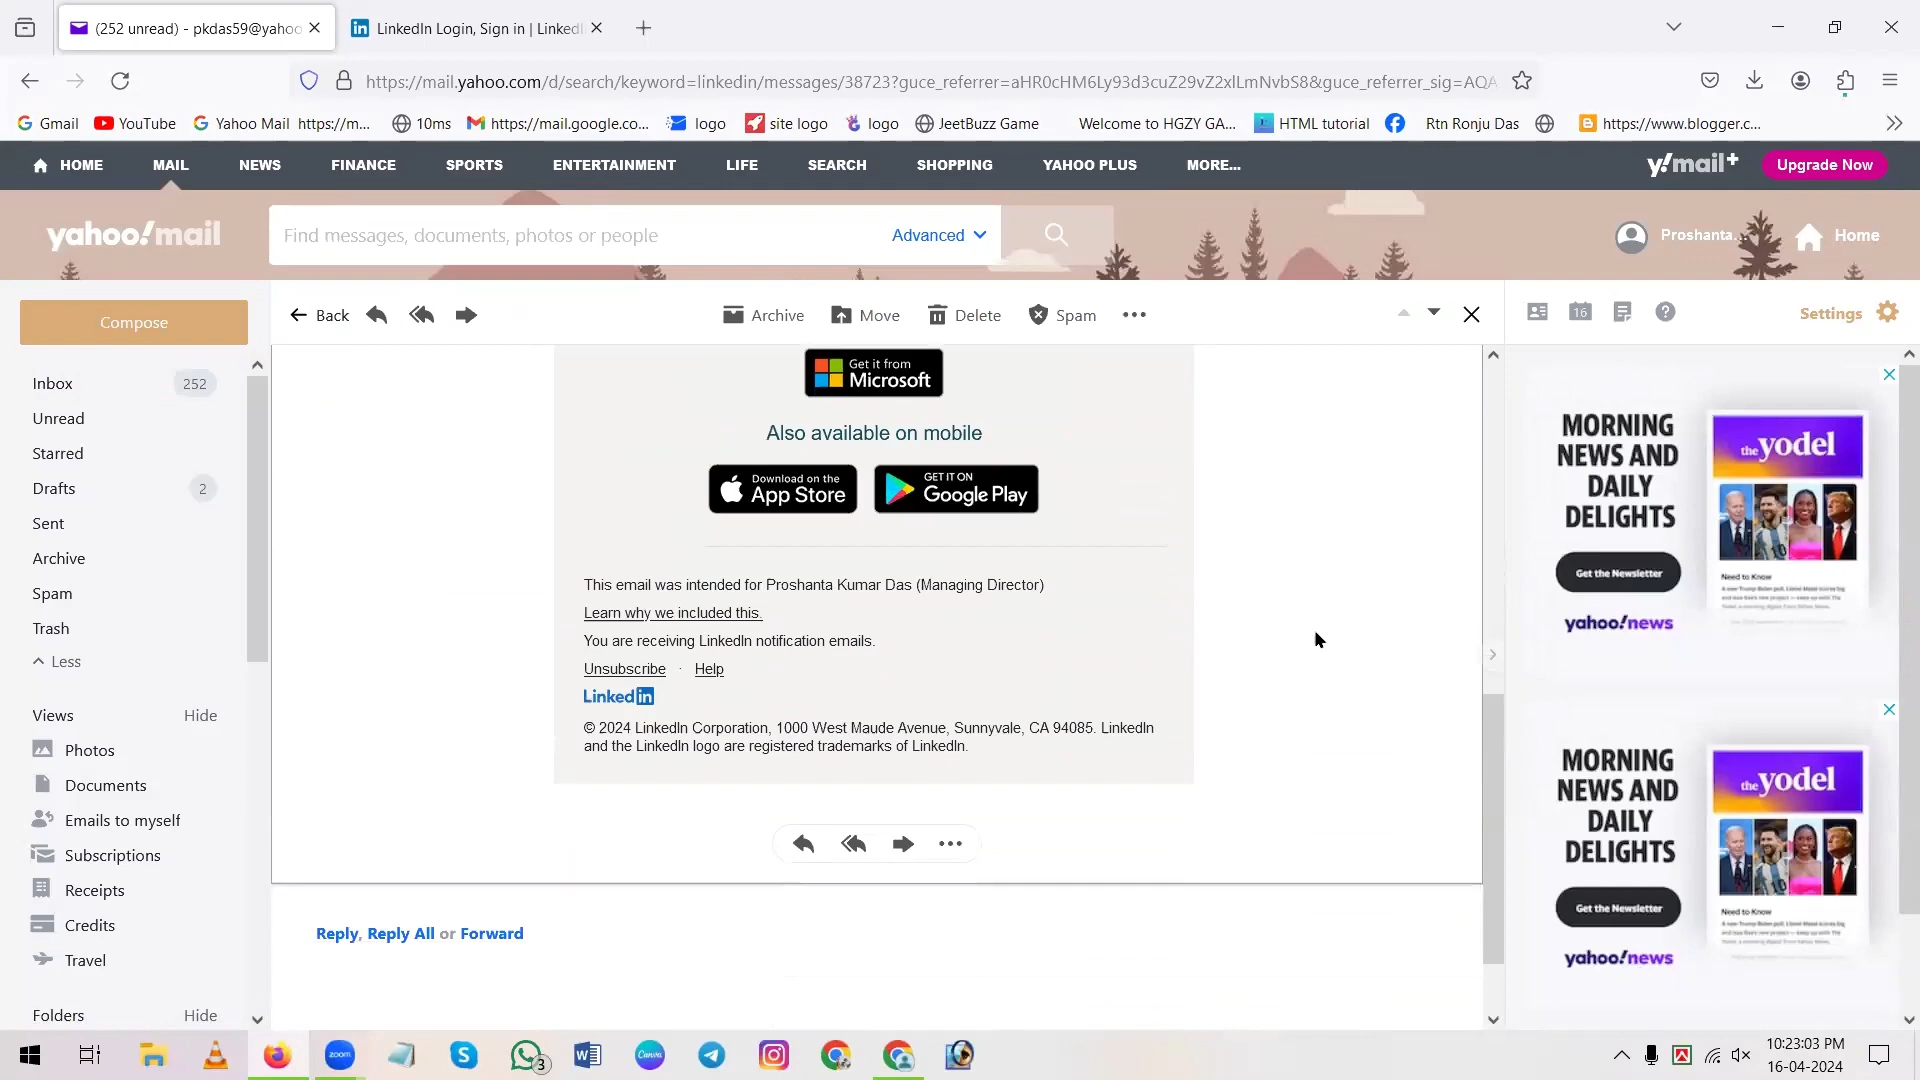 (252 unread) - pkdas59@yahoo
LinkedIn Login, Sign in | LinkedI
https://mail.yahoo.com/d/search/keyword=linkedin/messages/38723?guce_referrer=aHR0cHM6Ly93d3cuZ29vZ2xlLmNvbS8&guce_referrer_sig=AQA
Gmail YouTube Yahoo Mail https://m... 10ms https://mail.google.co... logo site logo logo JeetBuzz Game Welcome to HGZY GA... HTML tutorial Rtn Ronju Das https://www.blogger.c...
HOME MAIL NEWS FINANCE SPORTS ENTERTAINMENT LIFE SEARCH SHOPPING YAHOO PLUS MORE... y!mail+ Upgrade Now
yahoo!mail Find messages, documents, photos or people Advanced Proshanta... Home
Compose Back Archive Move Delete Spam 16 Settings
Inbox 252
Unread
Starred
Drafts 2
Sent
Archive
Spam
Trash
Less
Views Hide
Photos
Documents
Emails to myself
Subscriptions
Receipts
Credits
Travel
Folders Hide
Get it from
Microsoft
Also available on mobile
Download on the
App Store
GET IT ON
Google Play
This email was intended for Proshanta Kumar Das (Managing Director)
Learn why we included this.
You are receiving LinkedIn notification emails.
Unsubscribe · Help
LinkedIn
© 2024 LinkedIn Corporation, 1000 West Maude Avenue, Sunnyvale, CA 94085. LinkedIn
and the LinkedIn logo are registered trademarks of LinkedIn.
Reply, Reply All or Forward
MORNING
NEWS AND
DAILY
DELIGHTS
Get the Newsletter
yahoo!news
the yodel
Need to Know
MORNING
NEWS AND
DAILY
DELIGHTS
Get the Newsletter
yahoo!news
the yodel
Need to Know
zoom
3
Canva
10:23:03 PM
16-04-2024